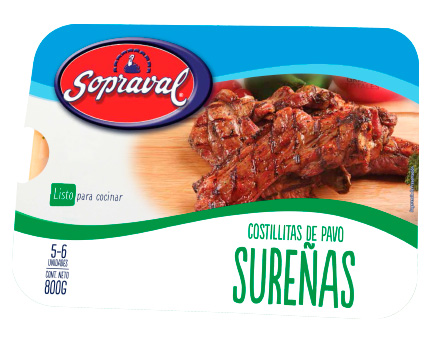 Sopraval
Listo para cocinar
COSTILLITAS DE PAVO
SUREÑAS
5-6
UNIDADES
CONT. NETO
800G